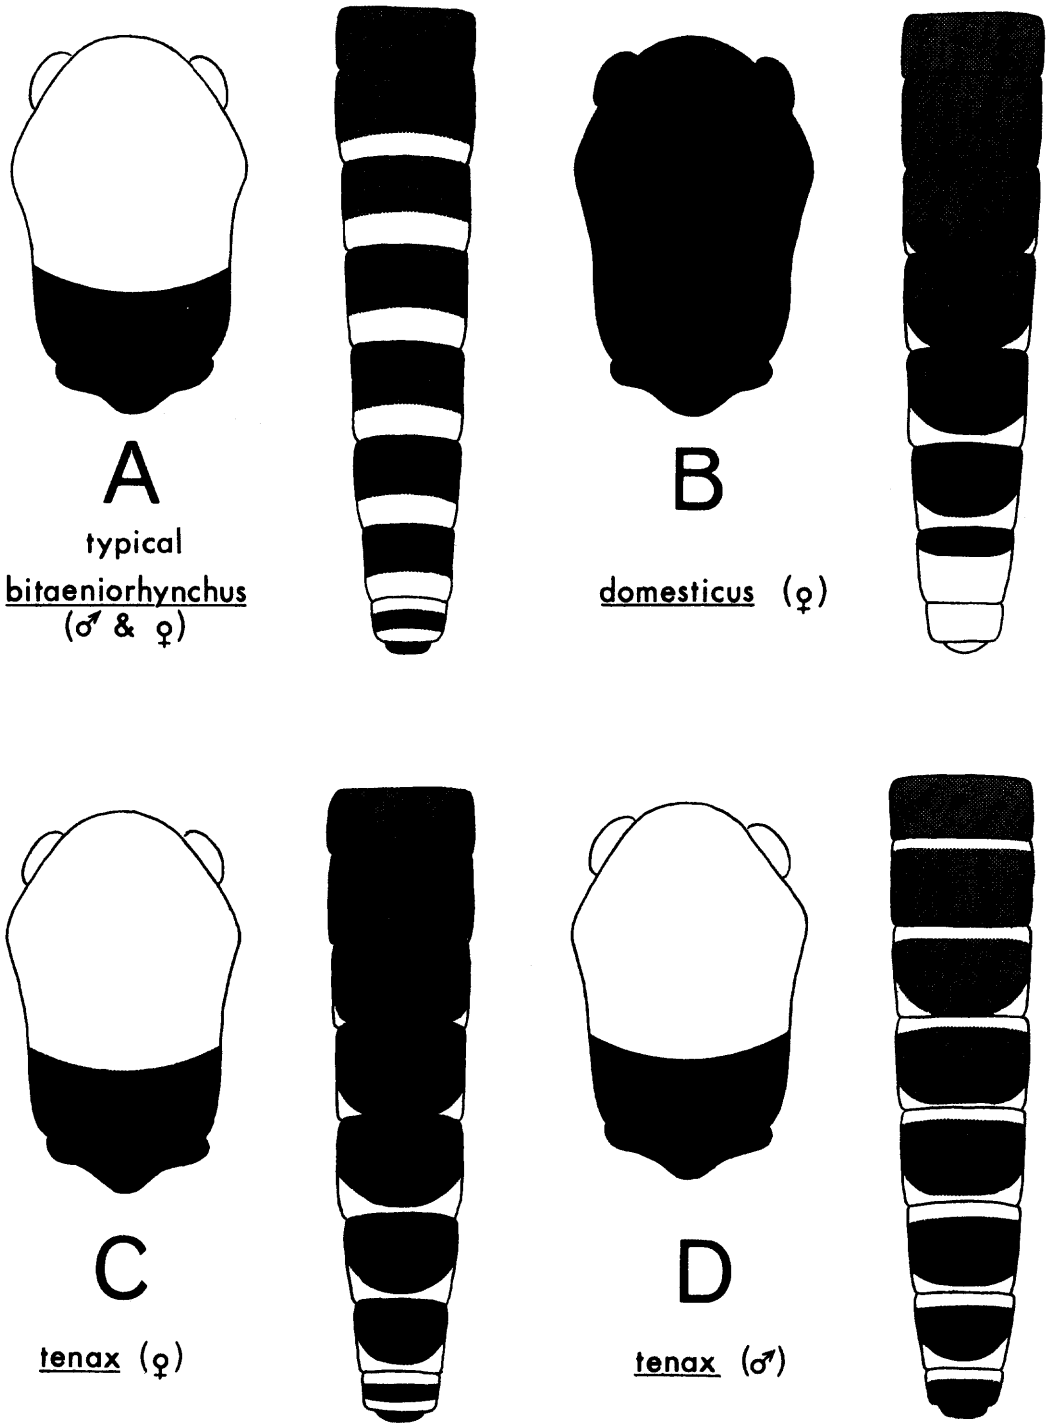 A
typical
bitaeniorhynchus
(♂ & ♀)
B
domesticus (♀)
C
tenax (♀)
D
tenax (♂)